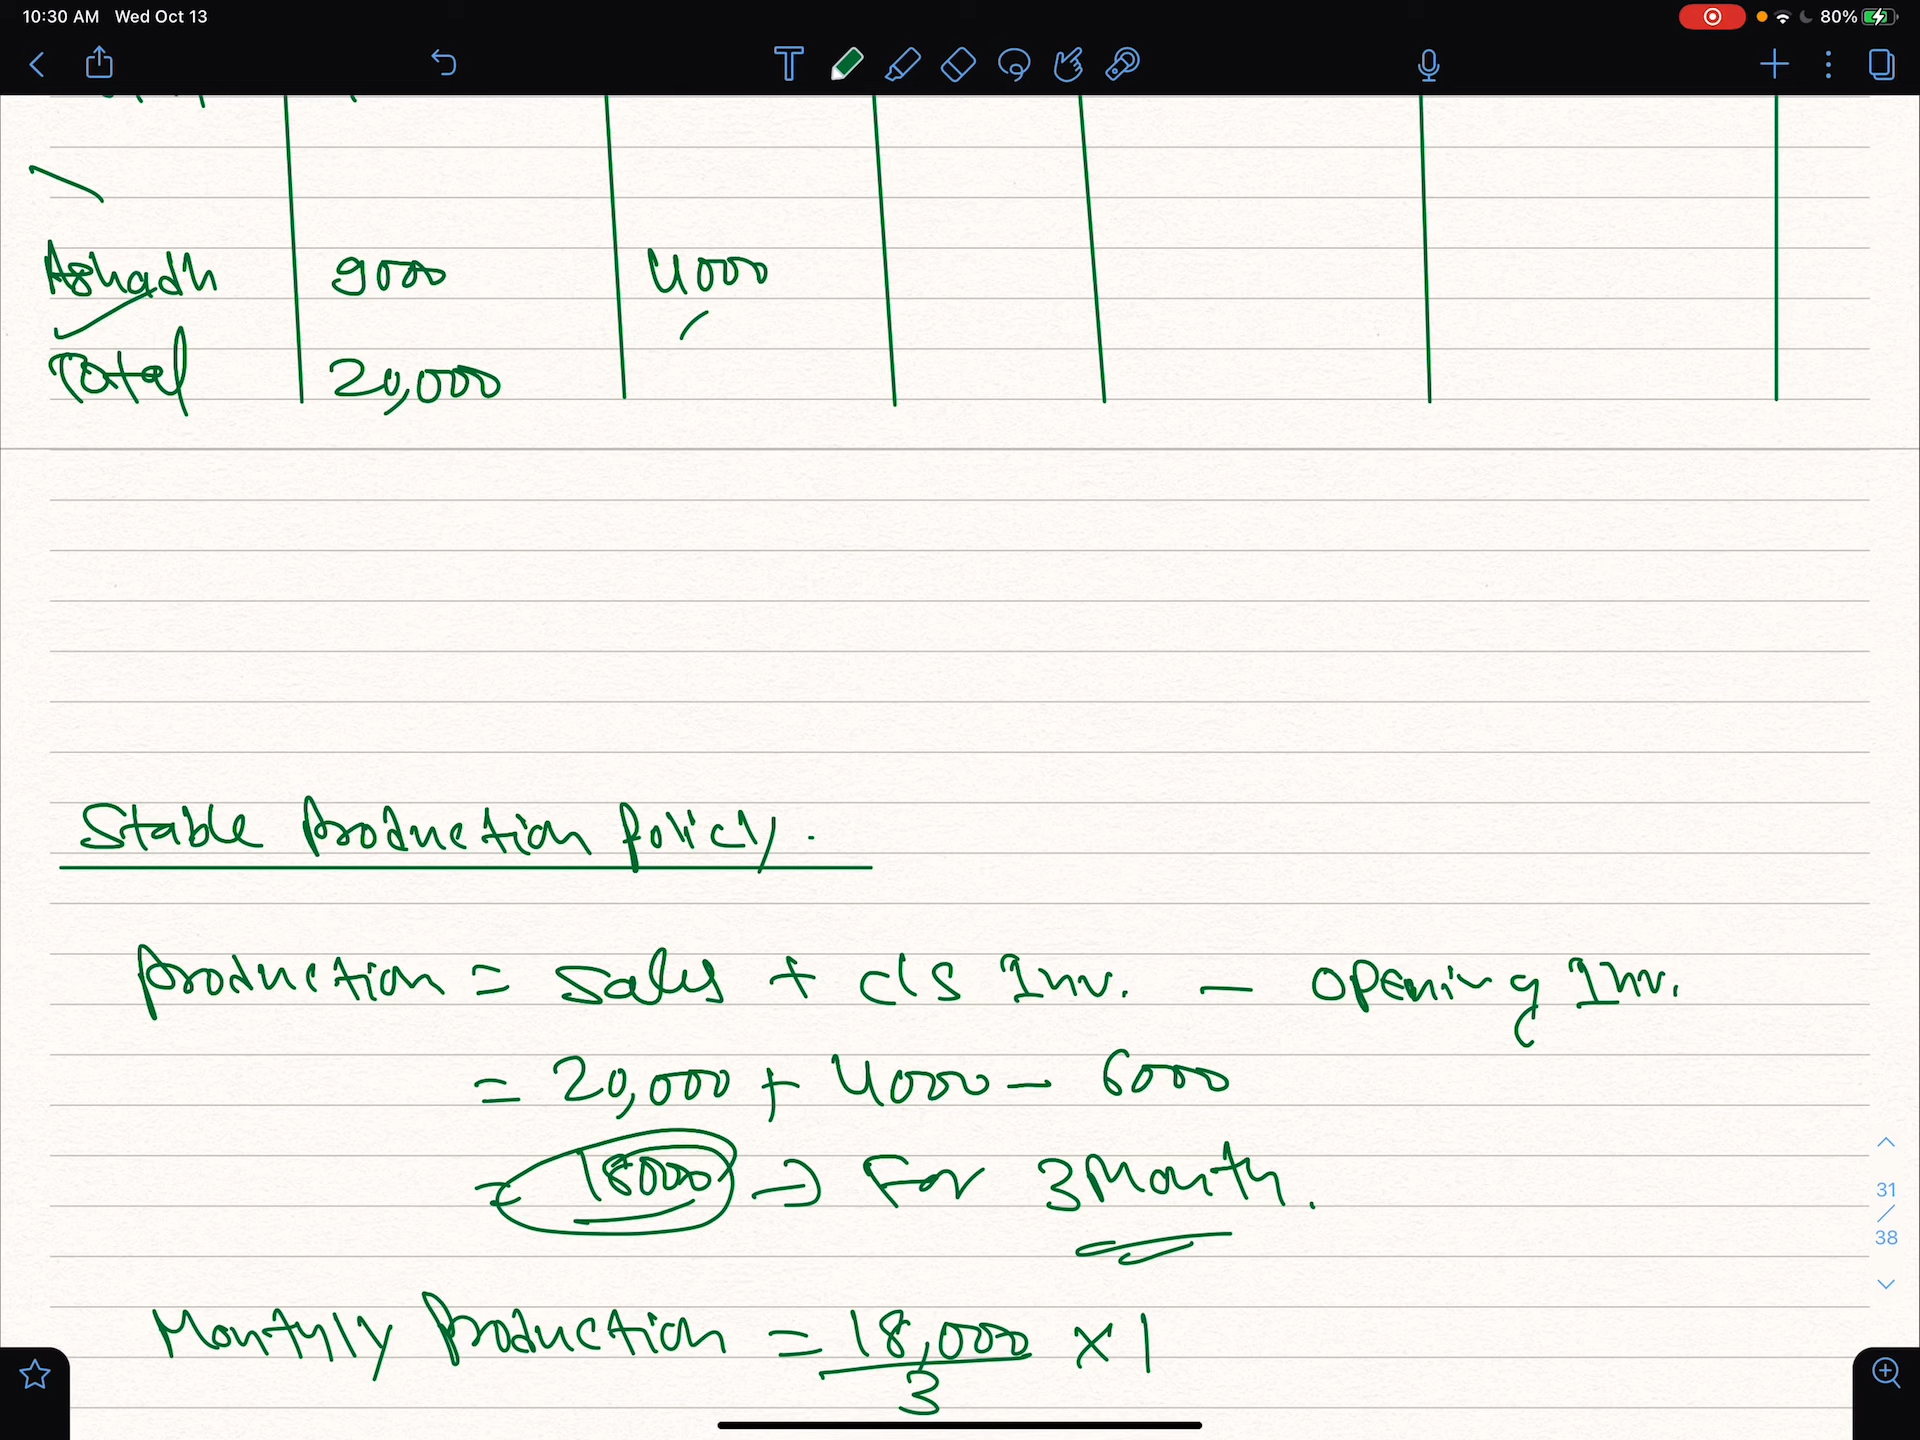 10:30 AM Wed Oct 13
80%
Ashadh 9000 4000
Total 20,000
Stable Production Policy.
Production = Sales + cls Inv. - opening Inv.
= 20,000 + 4000 - 6000
= 18000 → For 3 Month.
31
/
38
Monthly Production = 18,000 × 1
3